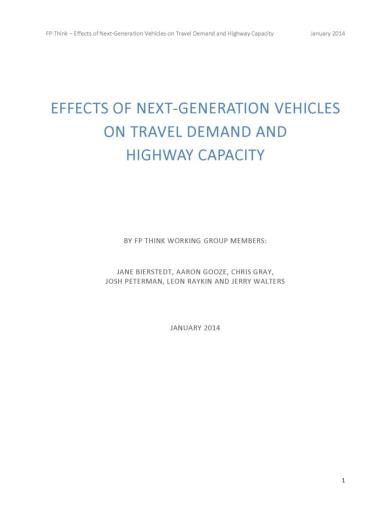 FP Think – Effects of Next-Generation Vehicles on Travel Demand and Highway Capacity January 2014
EFFECTS OF NEXT-GENERATION VEHICLES
ON TRAVEL DEMAND AND
HIGHWAY CAPACITY
BY FP THINK WORKING GROUP MEMBERS:
JANE BIERSTEDT, AARON GOOZE, CHRIS GRAY,
JOSH PETERMAN, LEON RAYKIN AND JERRY WALTERS
JANUARY 2014
1